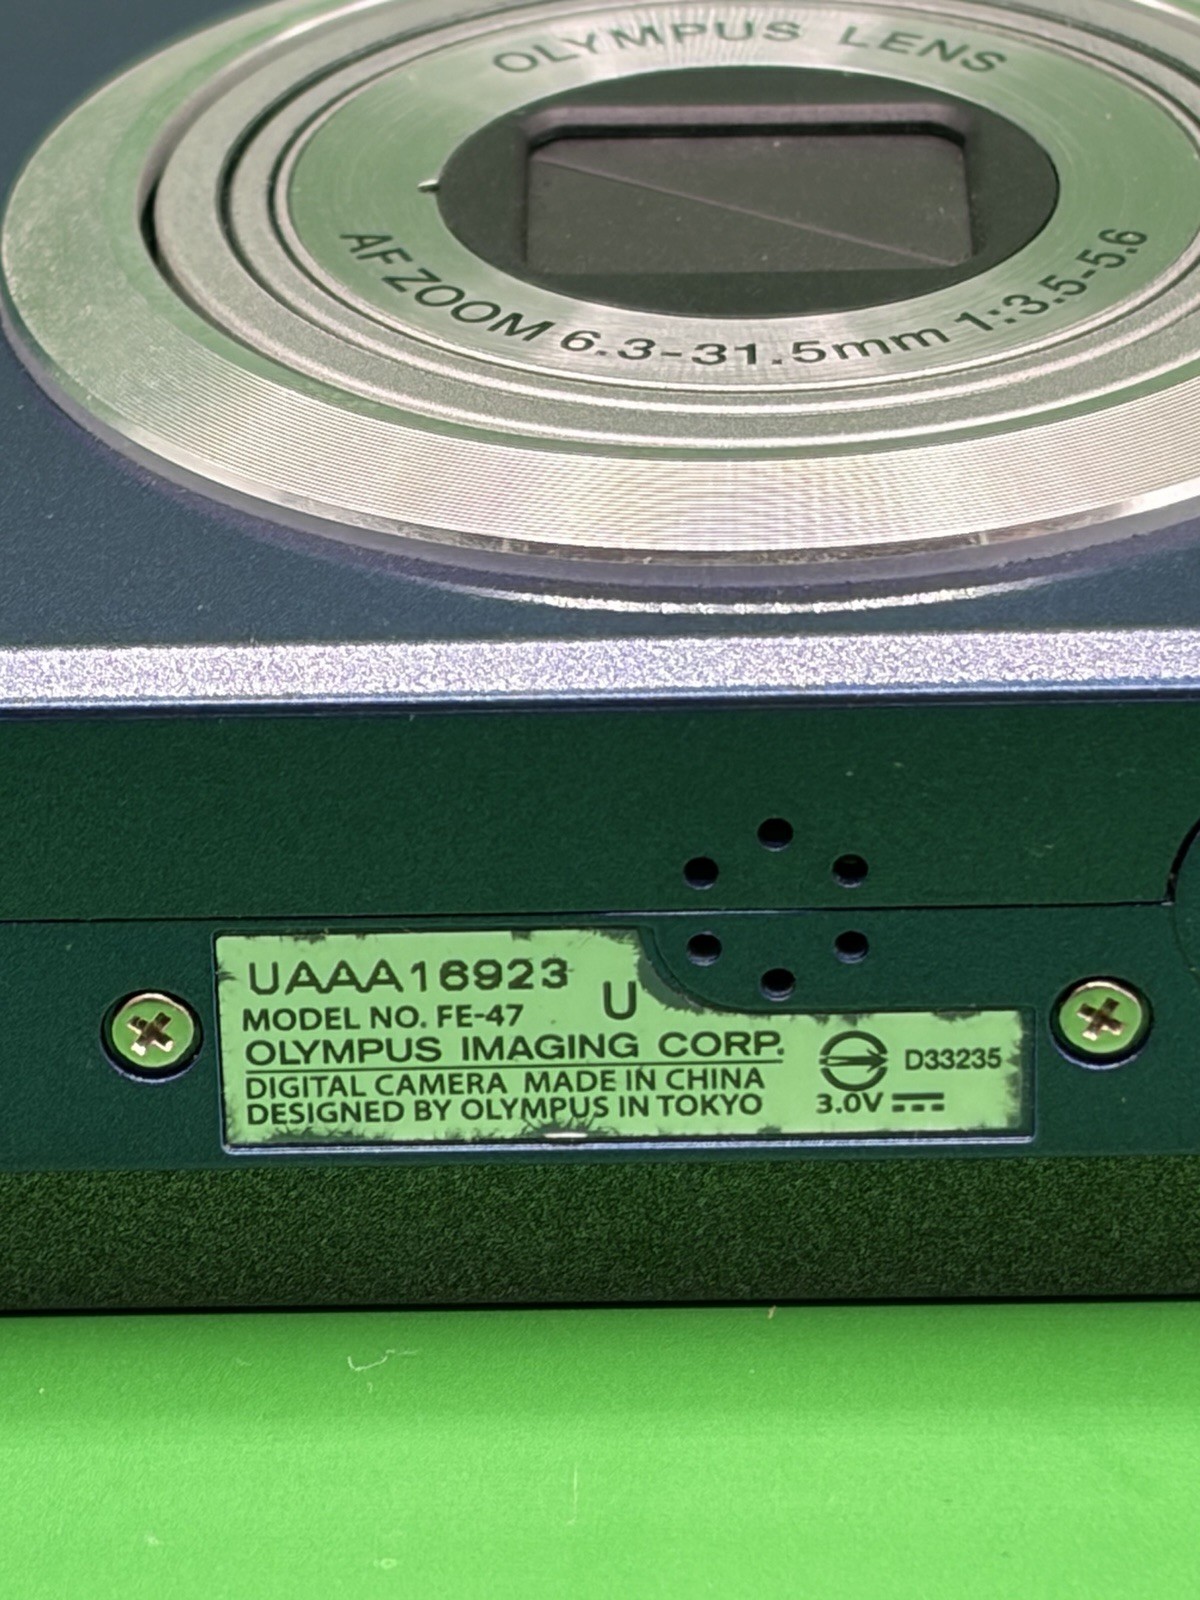 OLYMPUS LENS
AF ZOOM 6.3-31.5mm 1:3.5-5.6
UAAA16923
U
MODEL NO. FE-47
OLYMPUS IMAGING CORP.
DIGITAL CAMERA MADE IN CHINA
DESIGNED BY OLYMPUS IN TOKYO
D33235
3.0V